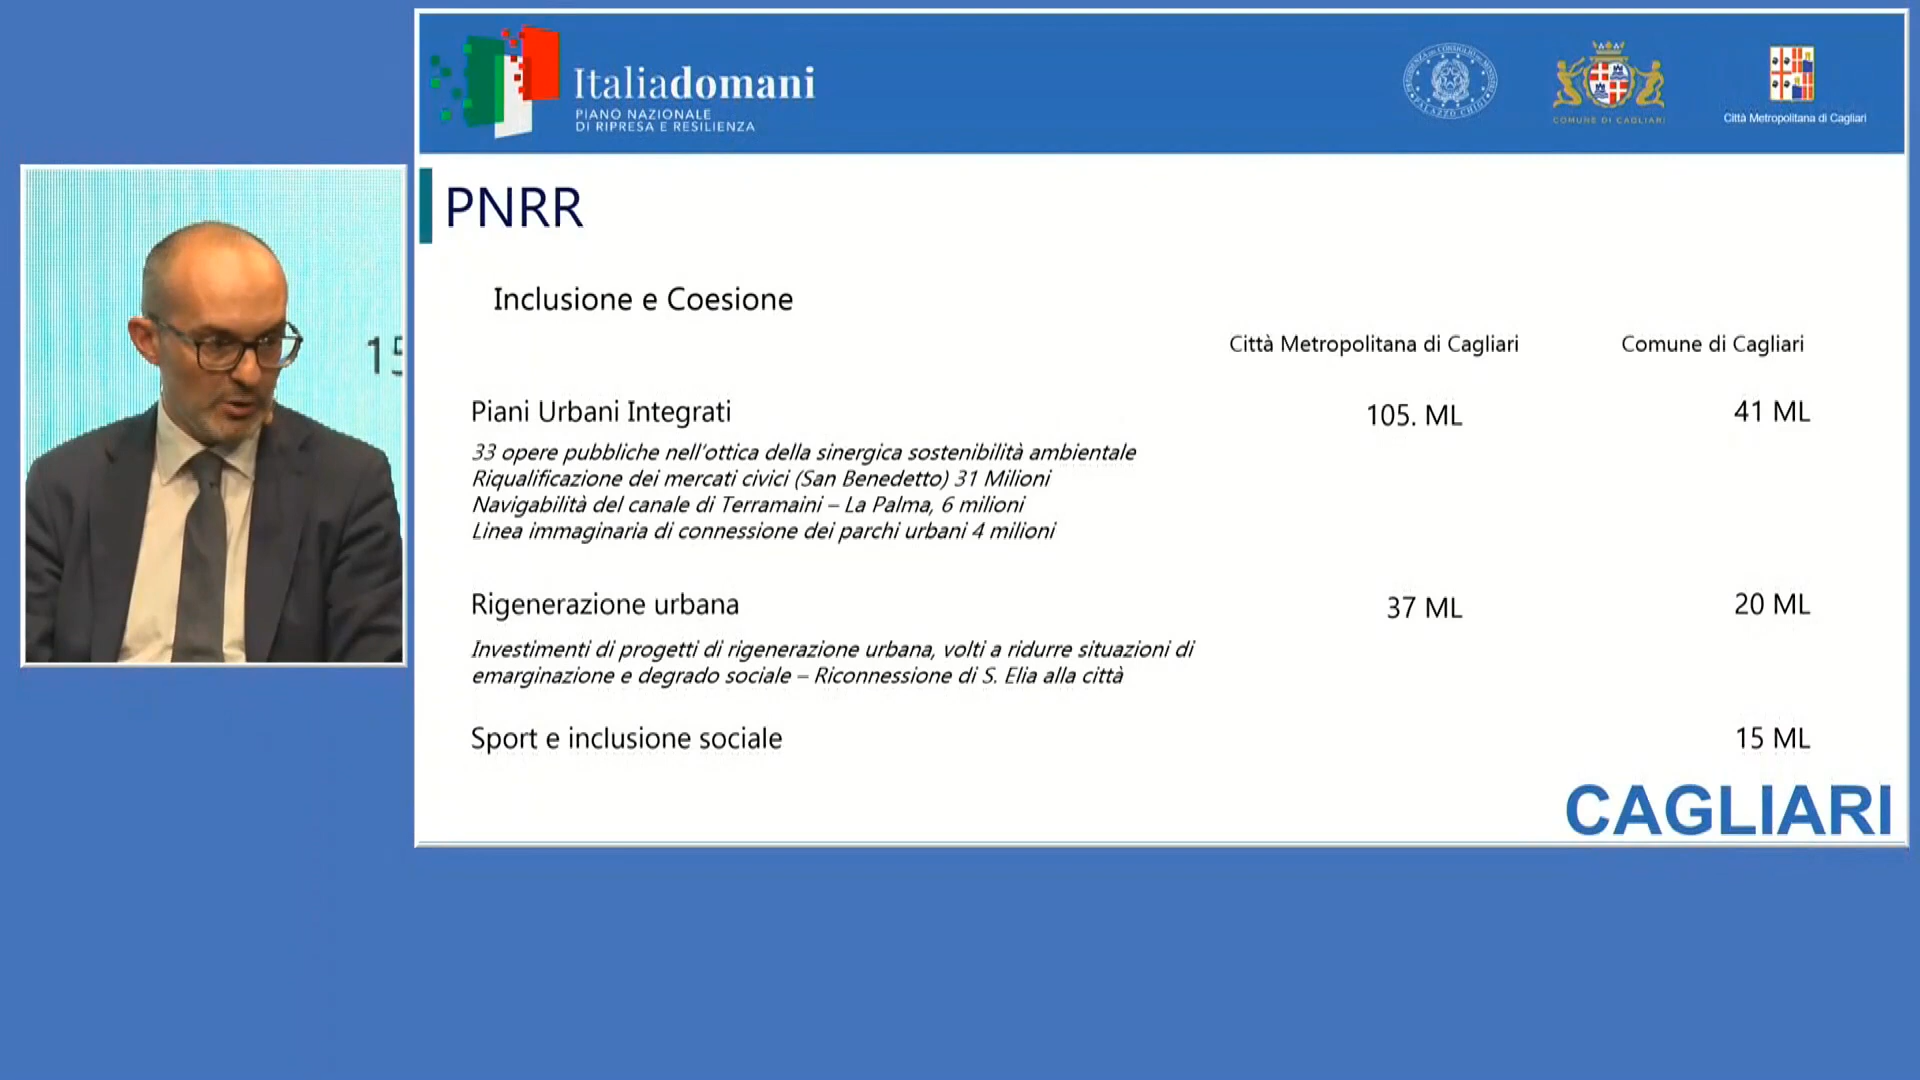 Italiadomani
PIANO NAZIONALE
DI RIPRESA E RESILIENZA
COMUNE DI CAGLIARI
Città Metropolitana di Cagliari
PNRR
Inclusione e Coesione
Città Metropolitana di Cagliari
Comune di Cagliari
Piani Urbani Integrati
105. ML
41 ML
33 opere pubbliche nell'ottica della sinergica sostenibilità ambientale
Riqualificazione dei mercati civici (San Benedetto) 31 Milioni
Navigabilità del canale di Terramaini – La Palma, 6 milioni
Linea immaginaria di connessione dei parchi urbani 4 milioni
Rigenerazione urbana
37 ML
20 ML
Investimenti di progetti di rigenerazione urbana, volti a ridurre situazioni di
emarginazione e degrado sociale – Riconnessione di S. Elia alla città
Sport e inclusione sociale
15 ML
CAGLIARI
15